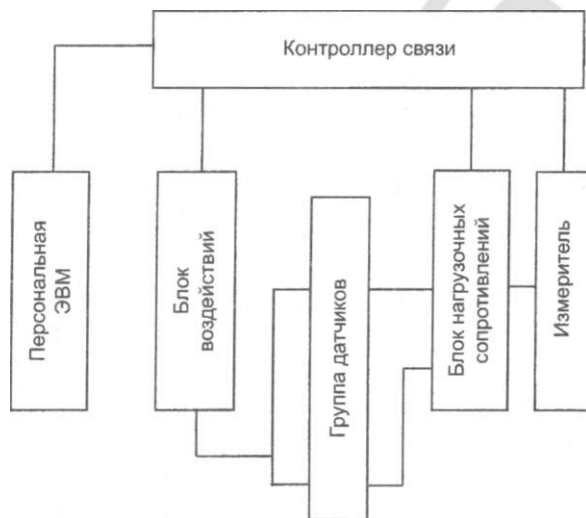 Контроллер связи
Персональная
ЭВМ
Блок
воздействий
Группа датчиков
Блок нагрузочных
сопротивлений
Измеритель